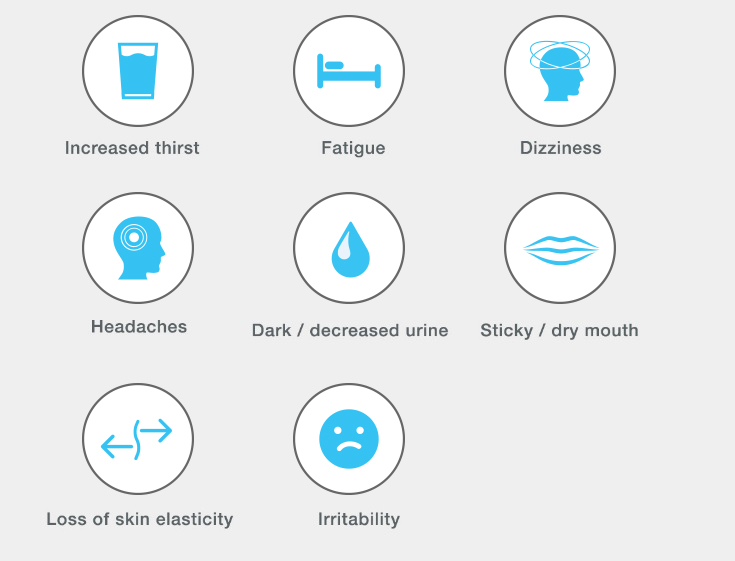 Increased thirst
Fatigue
Dizziness
Headaches
Dark / decreased urine
Sticky / dry mouth
Loss of skin elasticity
Irritability